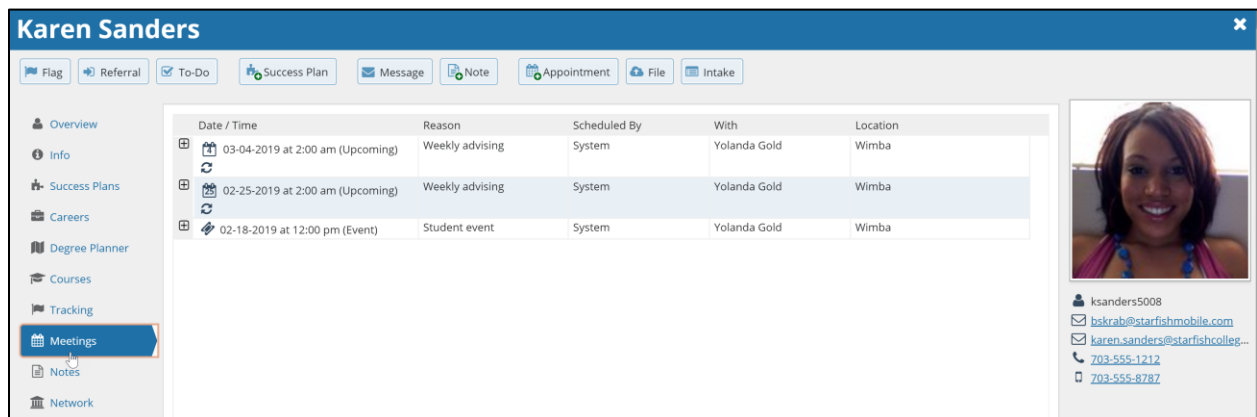 Karen Sanders
Flag Referral To-Do Success Plan Message Note Appointment File Intake
Overview
Info
Success Plans
Careers
Degree Planner
Courses
Tracking
Meetings
Notes
Network
Date / Time Reason Scheduled By With Location
4 03-04-2019 at 2:00 am (Upcoming) Weekly advising System Yolanda Gold Wimba
25 02-25-2019 at 2:00 am (Upcoming) Weekly advising System Yolanda Gold Wimba
02-18-2019 at 12:00 pm (Event) Student event System Yolanda Gold Wimba
ksanders5008
bskrab@starfishmobile.com
karen.sanders@starfishcolleg...
703-555-1212
703-555-8787